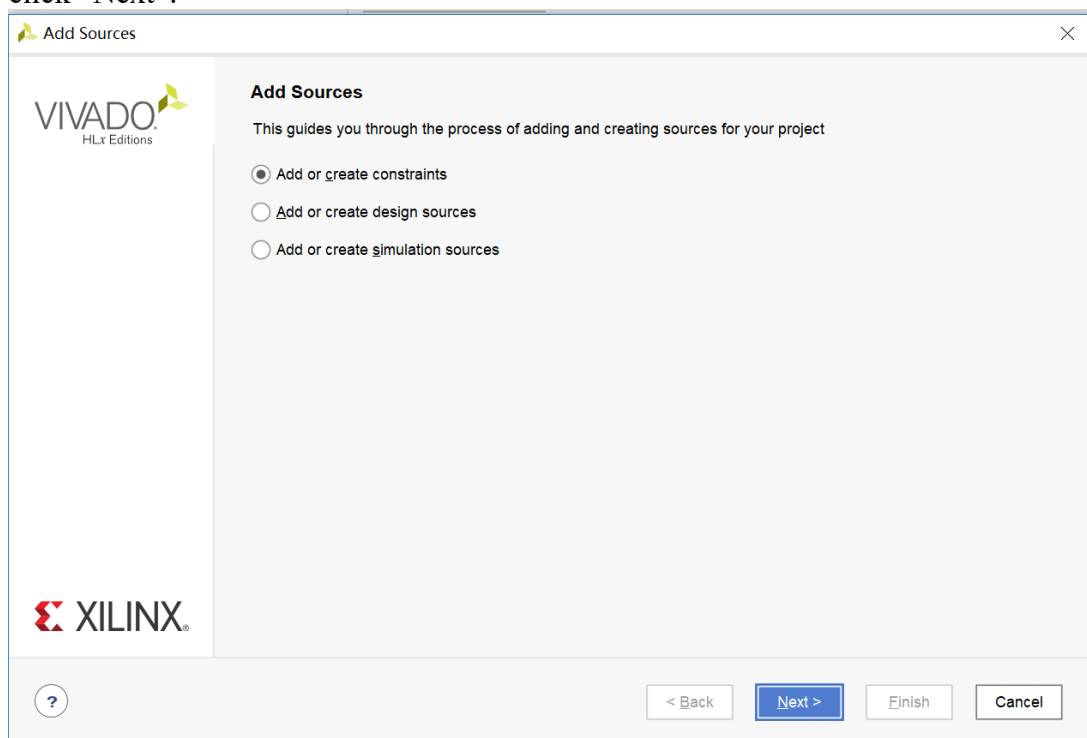 click "Next".
Add Sources
VIVADO.
HLx Editions
Add Sources
This guides you through the process of adding and creating sources for your project
Add or create constraints
Add or create design sources
Add or create simulation sources
XILINX®
?
< Back
Next >
Finish
Cancel